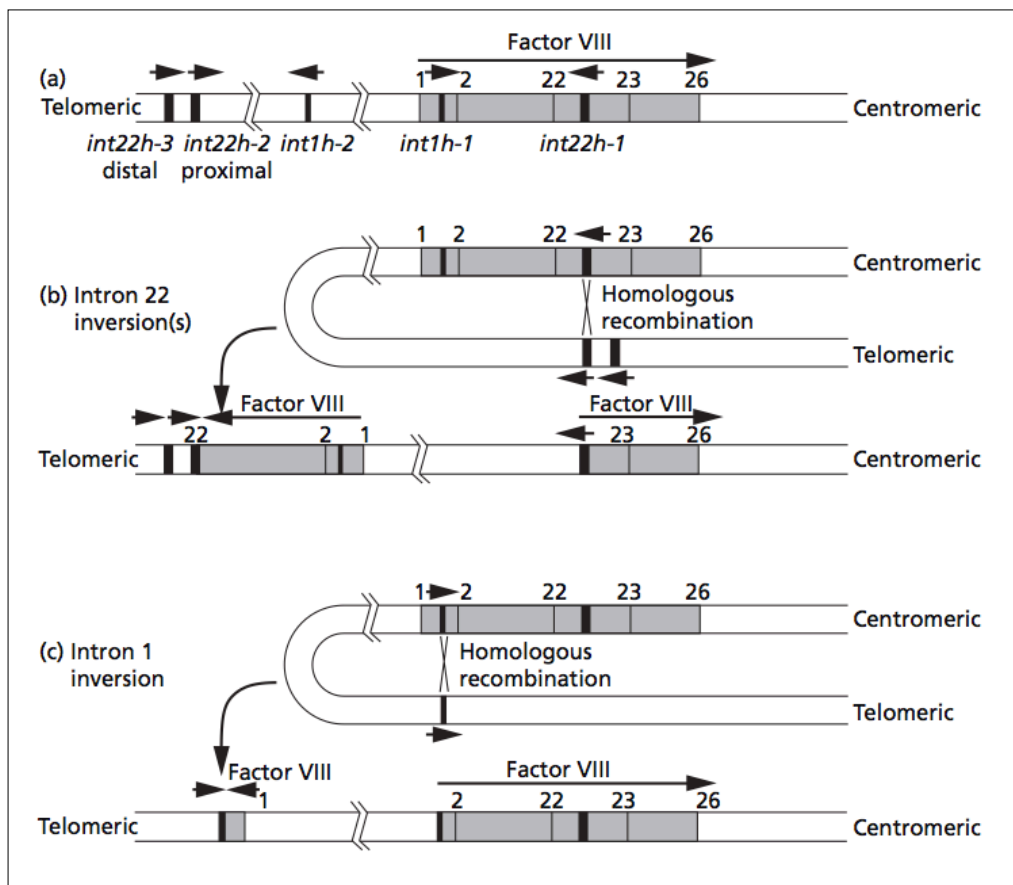 Factor VIII
(a)
1 2 22 23 26
Telomeric
Centromeric
int22h-3 int22h-2 int1h-2 int1h-1 int22h-1
distal proximal
1 2 22 23 26
Centromeric
(b) Intron 22
inversion(s)
Homologous
recombination
Telomeric
Factor VIII Factor VIII
22 2 1 23 26
Telomeric Centromeric
1 2 22 23 26
Centromeric
(c) Intron 1
inversion
Homologous
recombination
Telomeric
Factor VIII Factor VIII
1 2 22 23 26
Telomeric Centromeric